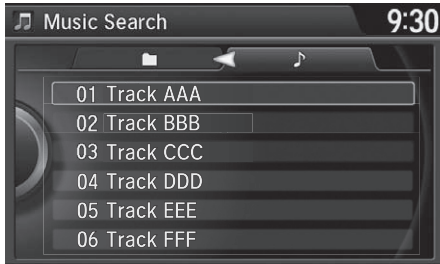 Music Search
9:30
01 Track AAA
02 Track BBB
03 Track CCC
04 Track DDD
05 Track EEE
06 Track FFF